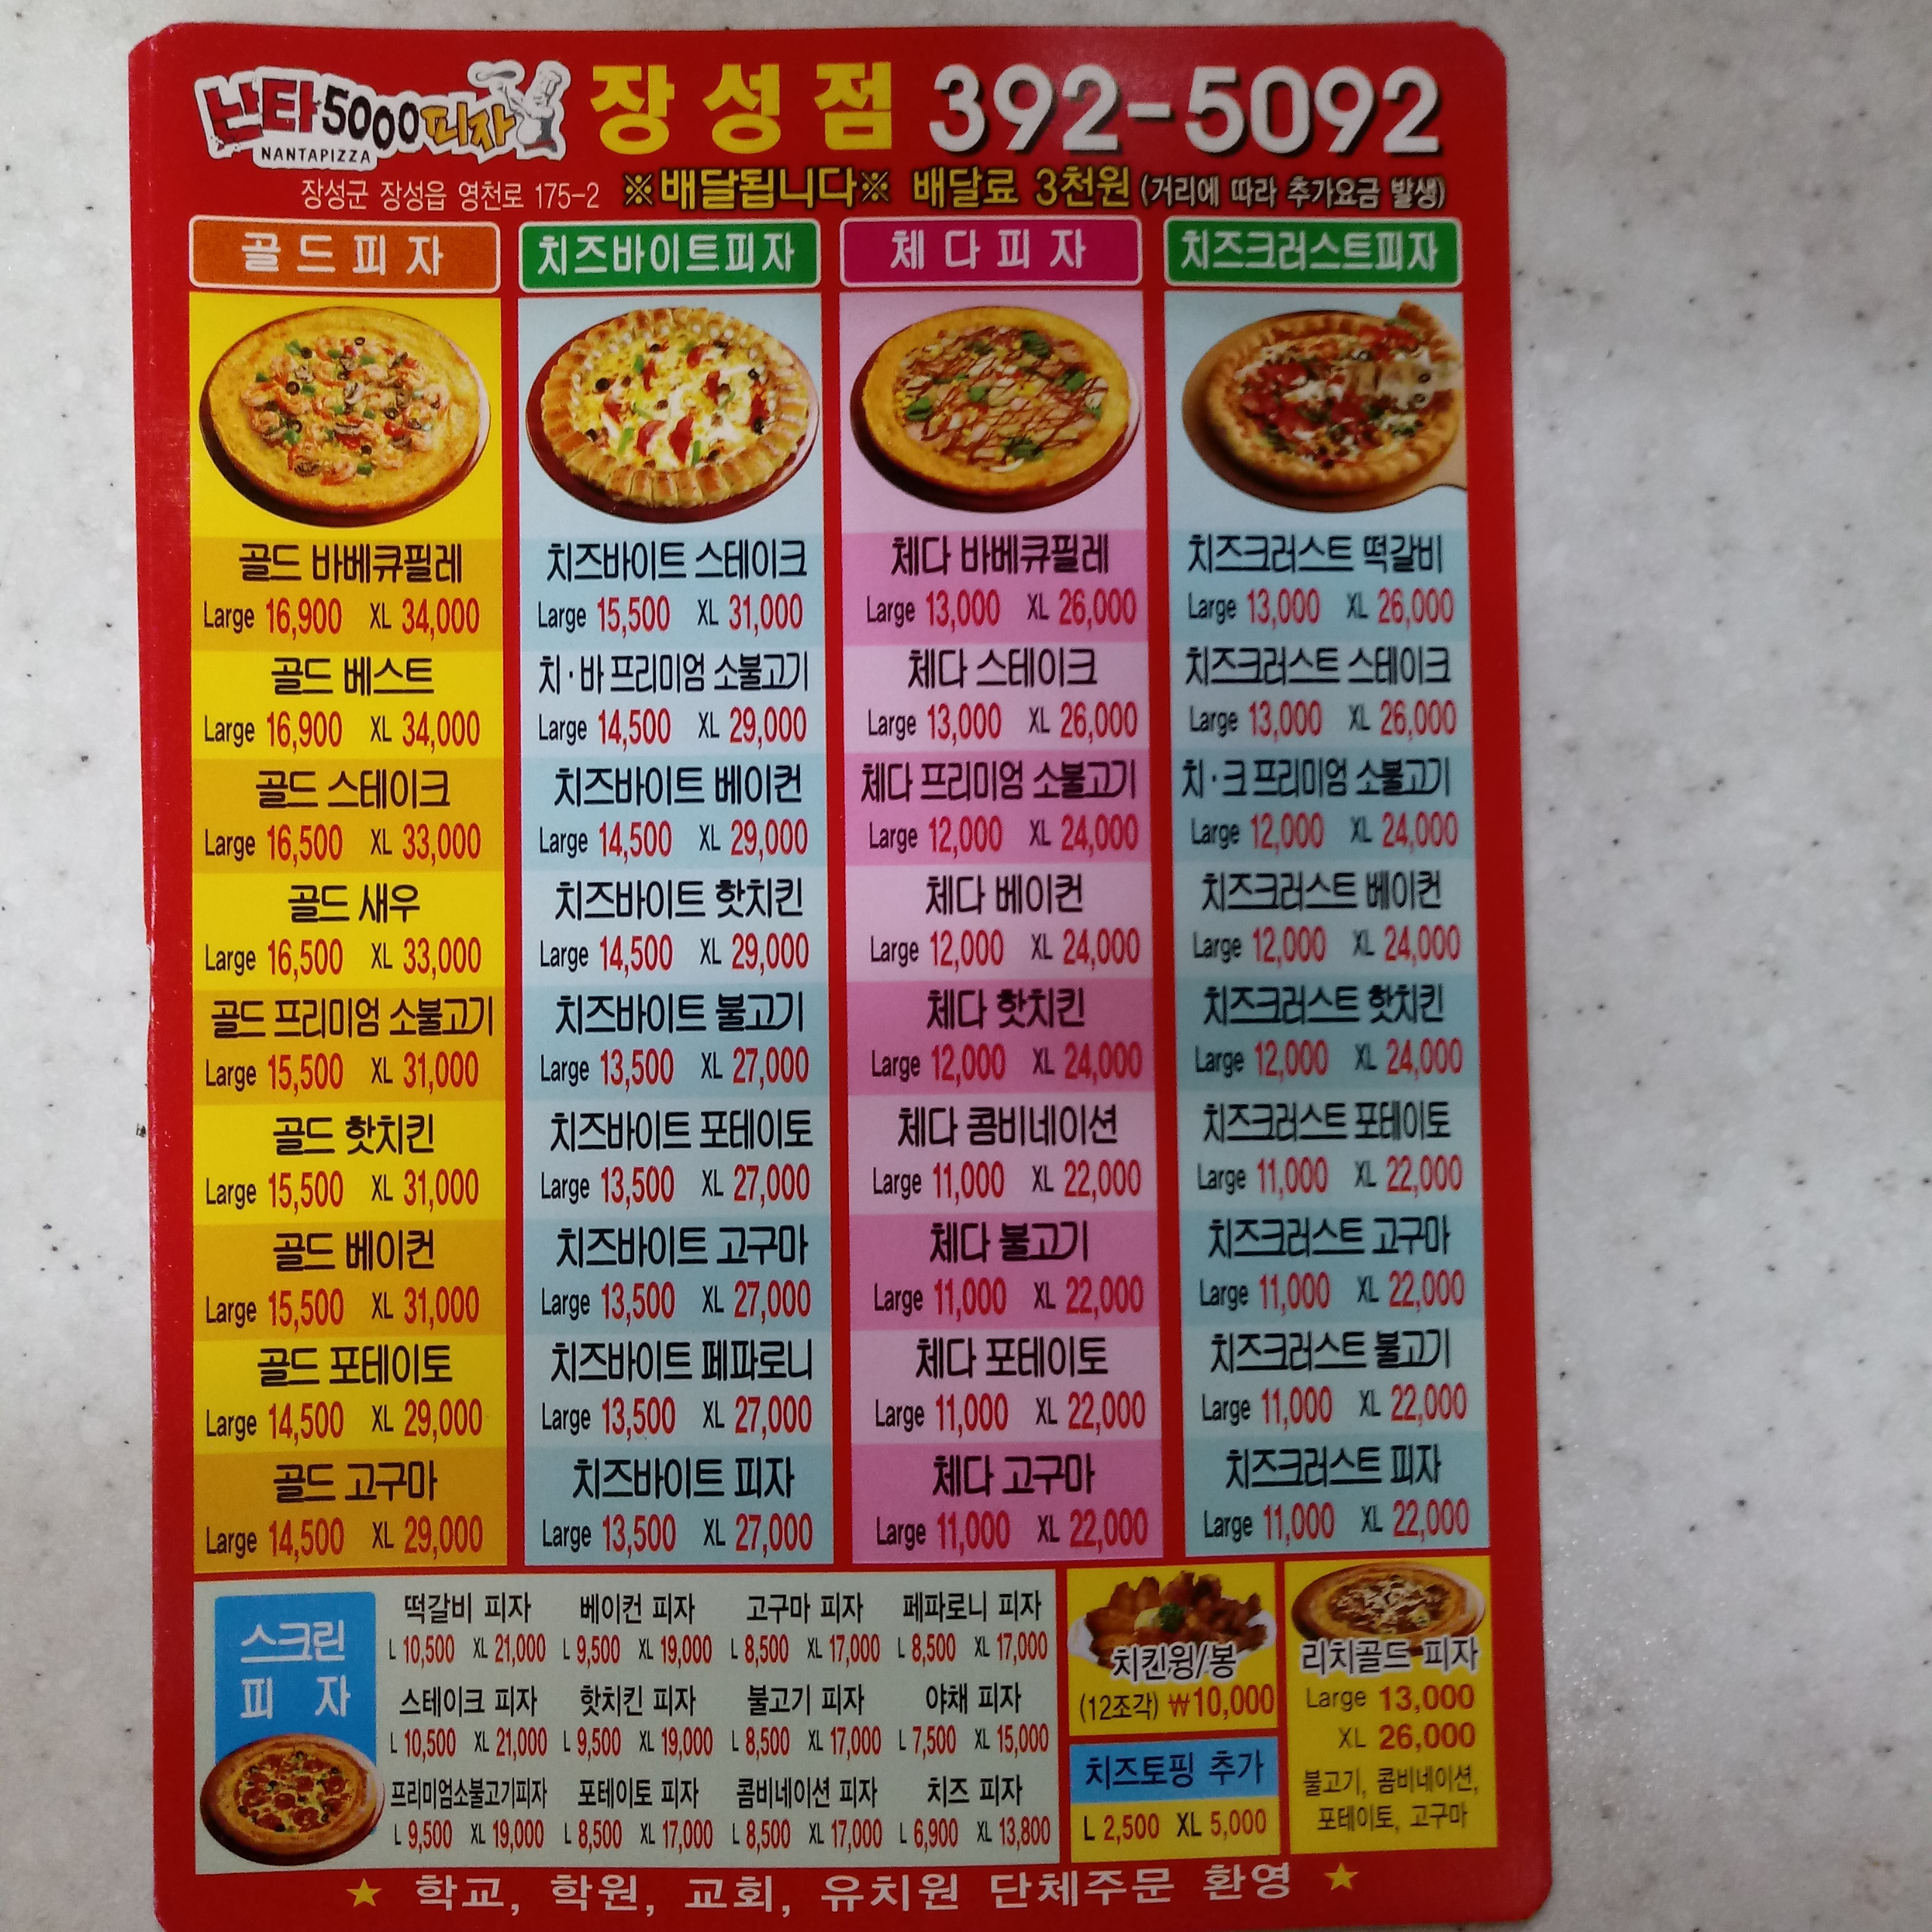 난타5000피자
NANTAPIZZA
장성점 392-5092
장성군 장성읍 영천로 175-2 ※배달됩니다※ 배달료 3천원 (거리에 따라 추가요금 발생)
골드피자
골드 바베큐필레
Large 16,900 XL 34,000
골드 베스트
Large 16,900 XL 34,000
골드 스테이크
Large 16,500 XL 33,000
골드 새우
Large 16,500 XL 33,000
골드 프리미엄 소불고기
Large 15,500 XL 31,000
골드 핫치킨
Large 15,500 XL 31,000
골드 베이컨
Large 15,500 XL 31,000
골드 포테이토
Large 14,500 XL 29,000
골드 고구마
Large 14,500 XL 29,000
치즈바이트피자
치즈바이트 스테이크
Large 15,500 XL 31,000
치·바 프리미엄 소불고기
Large 14,500 XL 29,000
치즈바이트 베이컨
Large 14,500 XL 29,000
치즈바이트 핫치킨
Large 14,500 XL 29,000
치즈바이트 불고기
Large 13,500 XL 27,000
치즈바이트 포테이토
Large 13,500 XL 27,000
치즈바이트 고구마
Large 13,500 XL 27,000
치즈바이트 페파로니
Large 13,500 XL 27,000
치즈바이트 피자
Large 13,500 XL 27,000
체다피자
체다 바베큐필레
Large 13,000 XL 26,000
체다 스테이크
Large 13,000 XL 26,000
체다 프리미엄 소불고기
Large 12,000 XL 24,000
체다 베이컨
Large 12,000 XL 24,000
체다 핫치킨
Large 12,000 XL 24,000
체다 콤비네이션
Large 11,000 XL 22,000
체다 불고기
Large 11,000 XL 22,000
체다 포테이토
Large 11,000 XL 22,000
체다 고구마
Large 11,000 XL 22,000
치즈크러스트피자
치즈크러스트 떡갈비
Large 13,000 XL 26,000
치즈크러스트 스테이크
Large 13,000 XL 26,000
치·크 프리미엄 소불고기
Large 12,000 XL 24,000
치즈크러스트 베이컨
Large 12,000 XL 24,000
치즈크러스트 핫치킨
Large 12,000 XL 24,000
치즈크러스트 포테이토
Large 11,000 XL 22,000
치즈크러스트 고구마
Large 11,000 XL 22,000
치즈크러스트 불고기
Large 11,000 XL 22,000
치즈크러스트 피자
Large 11,000 XL 22,000
스크린
피자
떡갈비 피자 베이컨 피자 고구마 피자 페파로니 피자
L 10,500 XL 21,000 L 9,500 XL 19,000 L 8,500 XL 17,000 L 8,500 XL 17,000
스테이크 피자 핫치킨 피자 불고기 피자 야채 피자
L 10,500 XL 21,000 L 9,500 XL 19,000 L 8,500 XL 17,000 L 7,500 XL 15,000
프리미엄소불고기피자 포테이토 피자 콤비네이션 피자 치즈 피자
L 9,500 XL 19,000 L 8,500 XL 17,000 L 8,500 XL 17,000 L 6,900 XL 13,800
치킨윙/봉
(12조각) ₩10,000
치즈토핑 추가
L 2,500 XL 5,000
리치골드 피자
Large 13,000
XL 26,000
불고기, 콤비네이션,
포테이토, 고구마
★ 학교, 학원, 교회, 유치원 단체주문 환영 ★